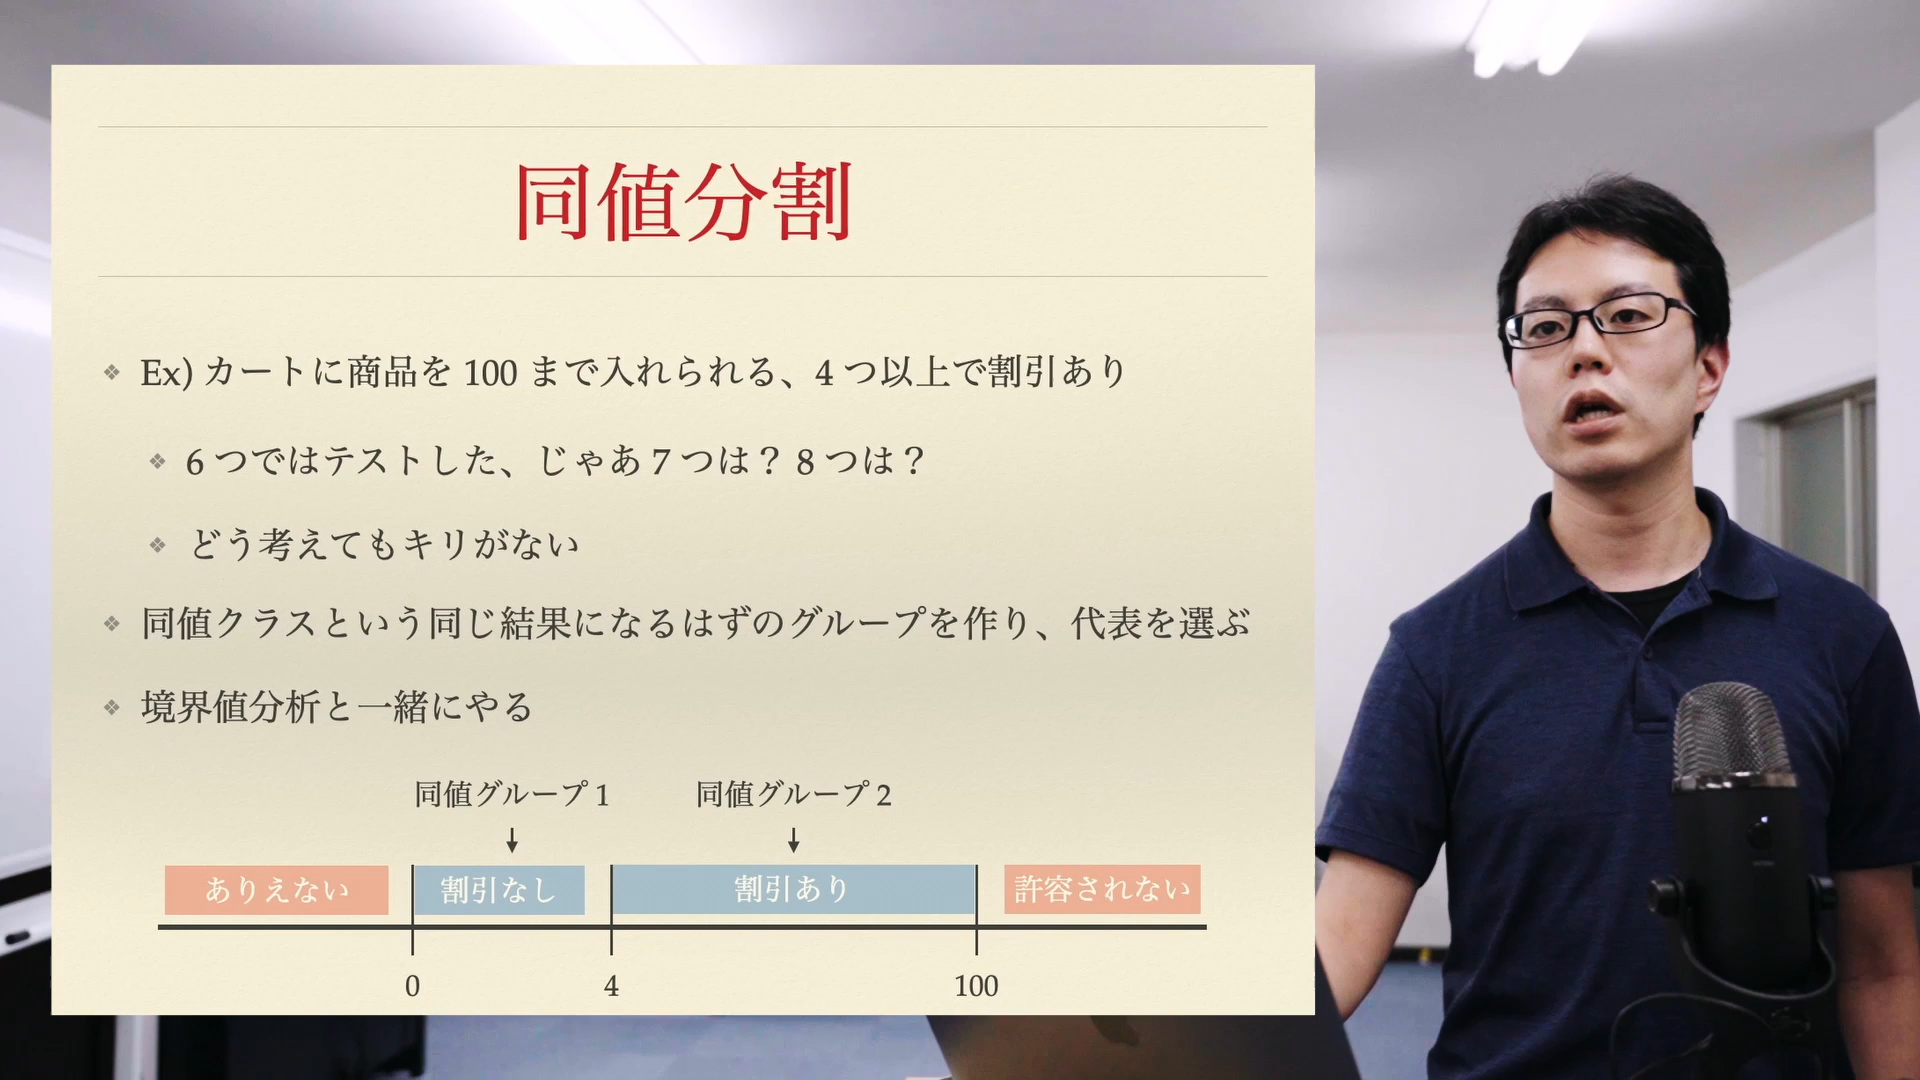 同値分割
Ex) カートに商品を 100 まで入れられる、4 つ以上で割引あり
6 つではテストした、じゃあ 7 つは？ 8 つは？
どう考えてもキリがない
同値クラスという同じ結果になるはずのグループを作り、代表を選ぶ
境界値分析と一緒にやる
同値グループ 1 同値グループ 2
ありえない 割引なし 割引あり 許容されない
0 4 100